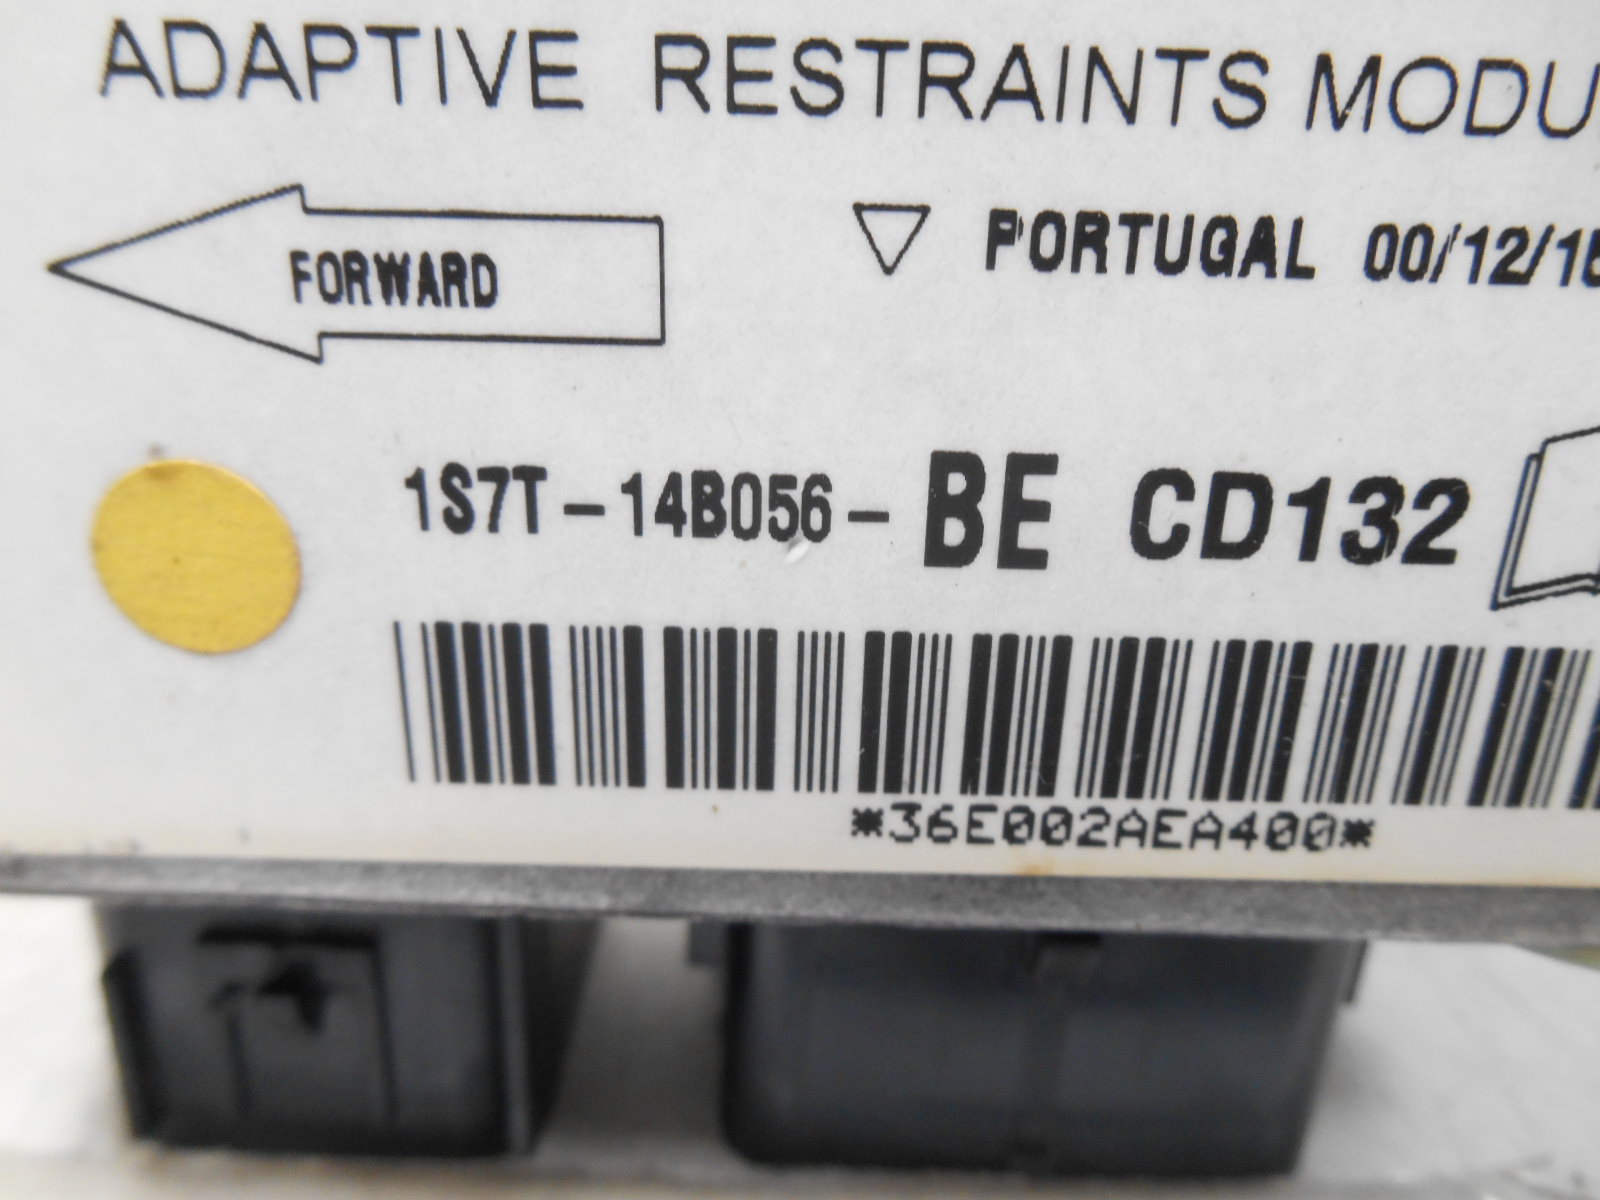 ADAPTIVE RESTRAINTS MODU
FORWARD
PORTUGAL 00/12/1
1S7T-14B056-BE CD132
*36E002AEA400*